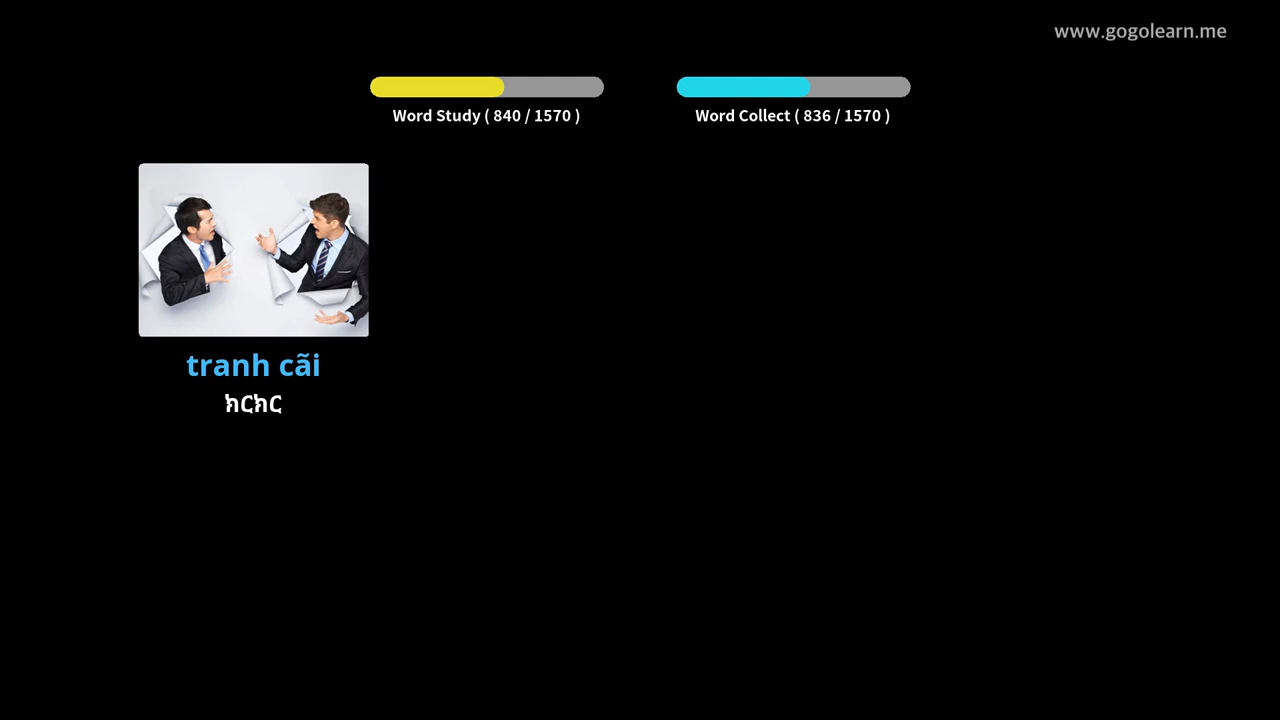 www.gogolearn.me
Word Study ( 840 / 1570 )
Word Collect ( 836 / 1570 )
tranh cãi
ክርክር